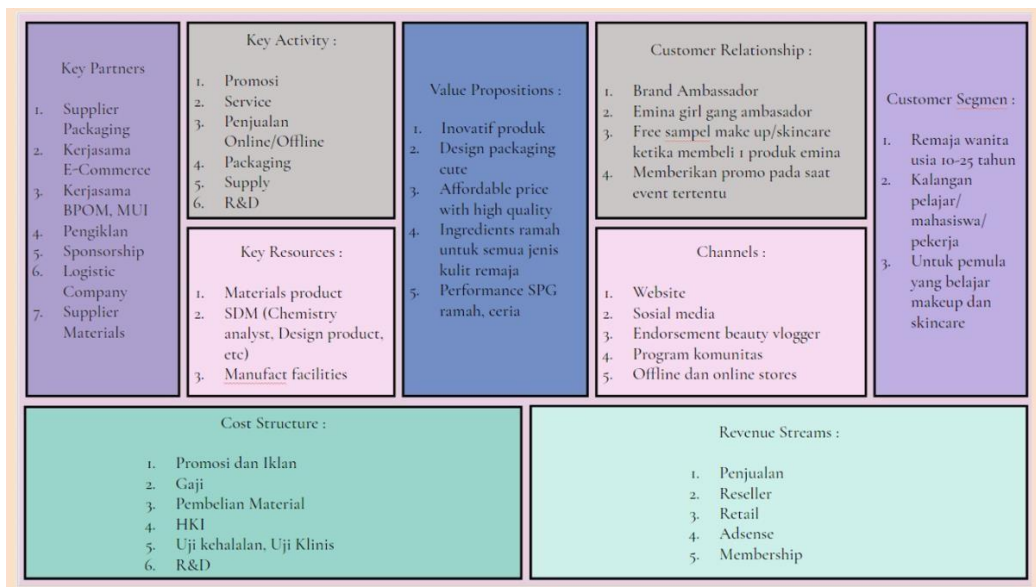 Key Partners
1. Supplier
Packaging
2. Kerjasama
E-Commerce
3. Kerjasama
BPOM, MUI
4. Pengiklan
5. Sponsorship
6. Logistic
Company
7. Supplier
Materials
Key Activity :
1. Promosi
2. Service
3. Penjualan
Online/Offline
4. Packaging
5. Supply
6. R&D
Key Resources :
1. Materials product
2. SDM (Chemistry
analyst, Design product,
etc)
3. Manufact facilities
Value Propositions :
1. Inovatif produk
2. Design packaging
cute
3. Affordable price
with high quality
4. Ingredients ramah
untuk semua jenis
kulit remaja
5. Performance SPG
ramah, ceria
Customer Relationship :
1. Brand Ambassador
2. Emina girl gang ambasador
3. Free sampel make up/skincare
ketika membeli 1 produk emina
4. Memberikan promo pada saat
event tertentu
Channels :
1. Website
2. Sosial media
3. Endorsement beauty vlogger
4. Program komunitas
5. Offline dan online stores
Customer Segmen :
1. Remaja wanita
usia 10-25 tahun
2. Kalangan
pelajar/
mahasiswa/
pekerja
3. Untuk pemula
yang belajar
makeup dan
skincare
Cost Structure :
1. Promosi dan Iklan
2. Gaji
3. Pembelian Material
4. HKI
5. Uji kehalalan, Uji Klinis
6. R&D
Revenue Streams :
1. Penjualan
2. Reseller
3. Retail
4. Adsense
5. Membership